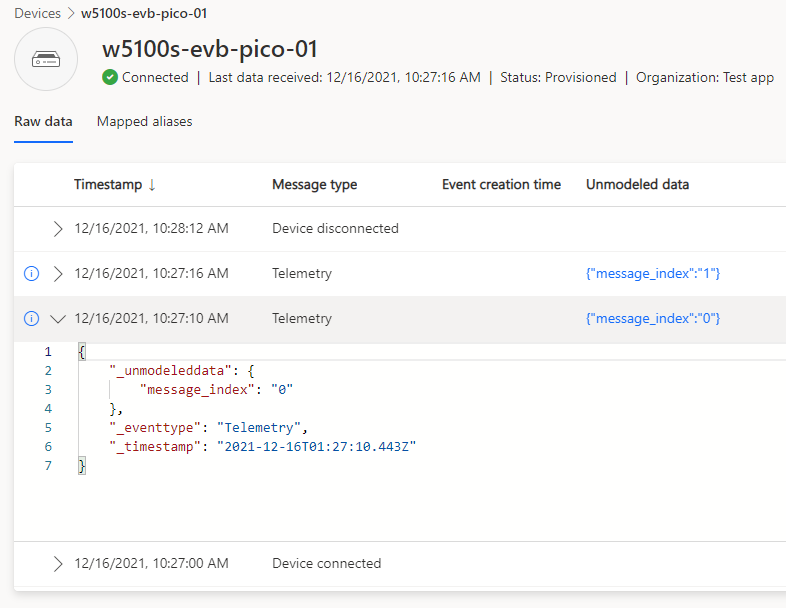 Devices > w5100s-evb-pico-01
w5100s-evb-pico-01
Connected | Last data received: 12/16/2021, 10:27:16 AM | Status: Provisioned | Organization: Test app
Raw data Mapped aliases
Timestamp ↓ Message type Event creation time Unmodeled data
12/16/2021, 10:28:12 AM Device disconnected
12/16/2021, 10:27:16 AM Telemetry {"message_index":"1"}
12/16/2021, 10:27:10 AM Telemetry {"message_index":"0"}
1 {
2 "_unmodeleddata": {
3 "message_index": "0"
4 },
5 "_eventtype": "Telemetry",
6 "_timestamp": "2021-12-16T01:27:10.443Z"
7 }
12/16/2021, 10:27:00 AM Device connected